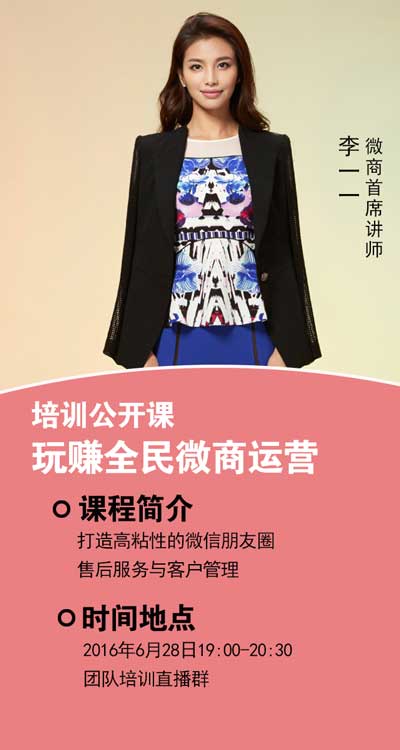 微商首席讲师
李一一
培训公开课
玩赚全民微商运营
课程简介
打造高粘性的微信朋友圈
售后服务与客户管理
时间地点
2016年6月28日19:00-20:30
团队培训直播群